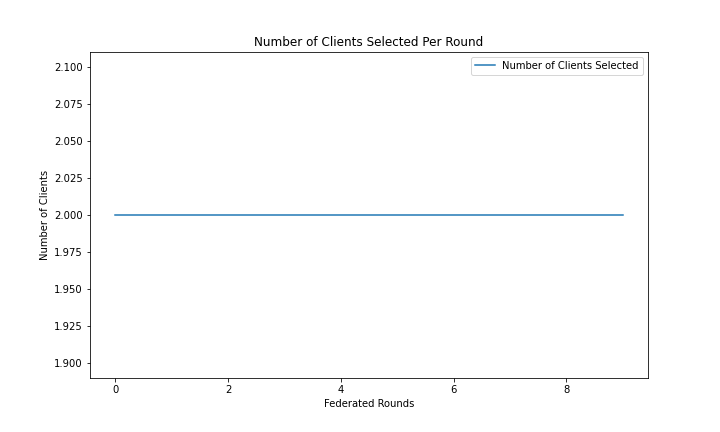 Number of Clients Selected Per Round
Number of Clients Selected
2.100
2.075
2.050
2.025
2.000
1.975
1.950
1.925
1.900
Number of Clients
0 2 4 6 8
Federated Rounds